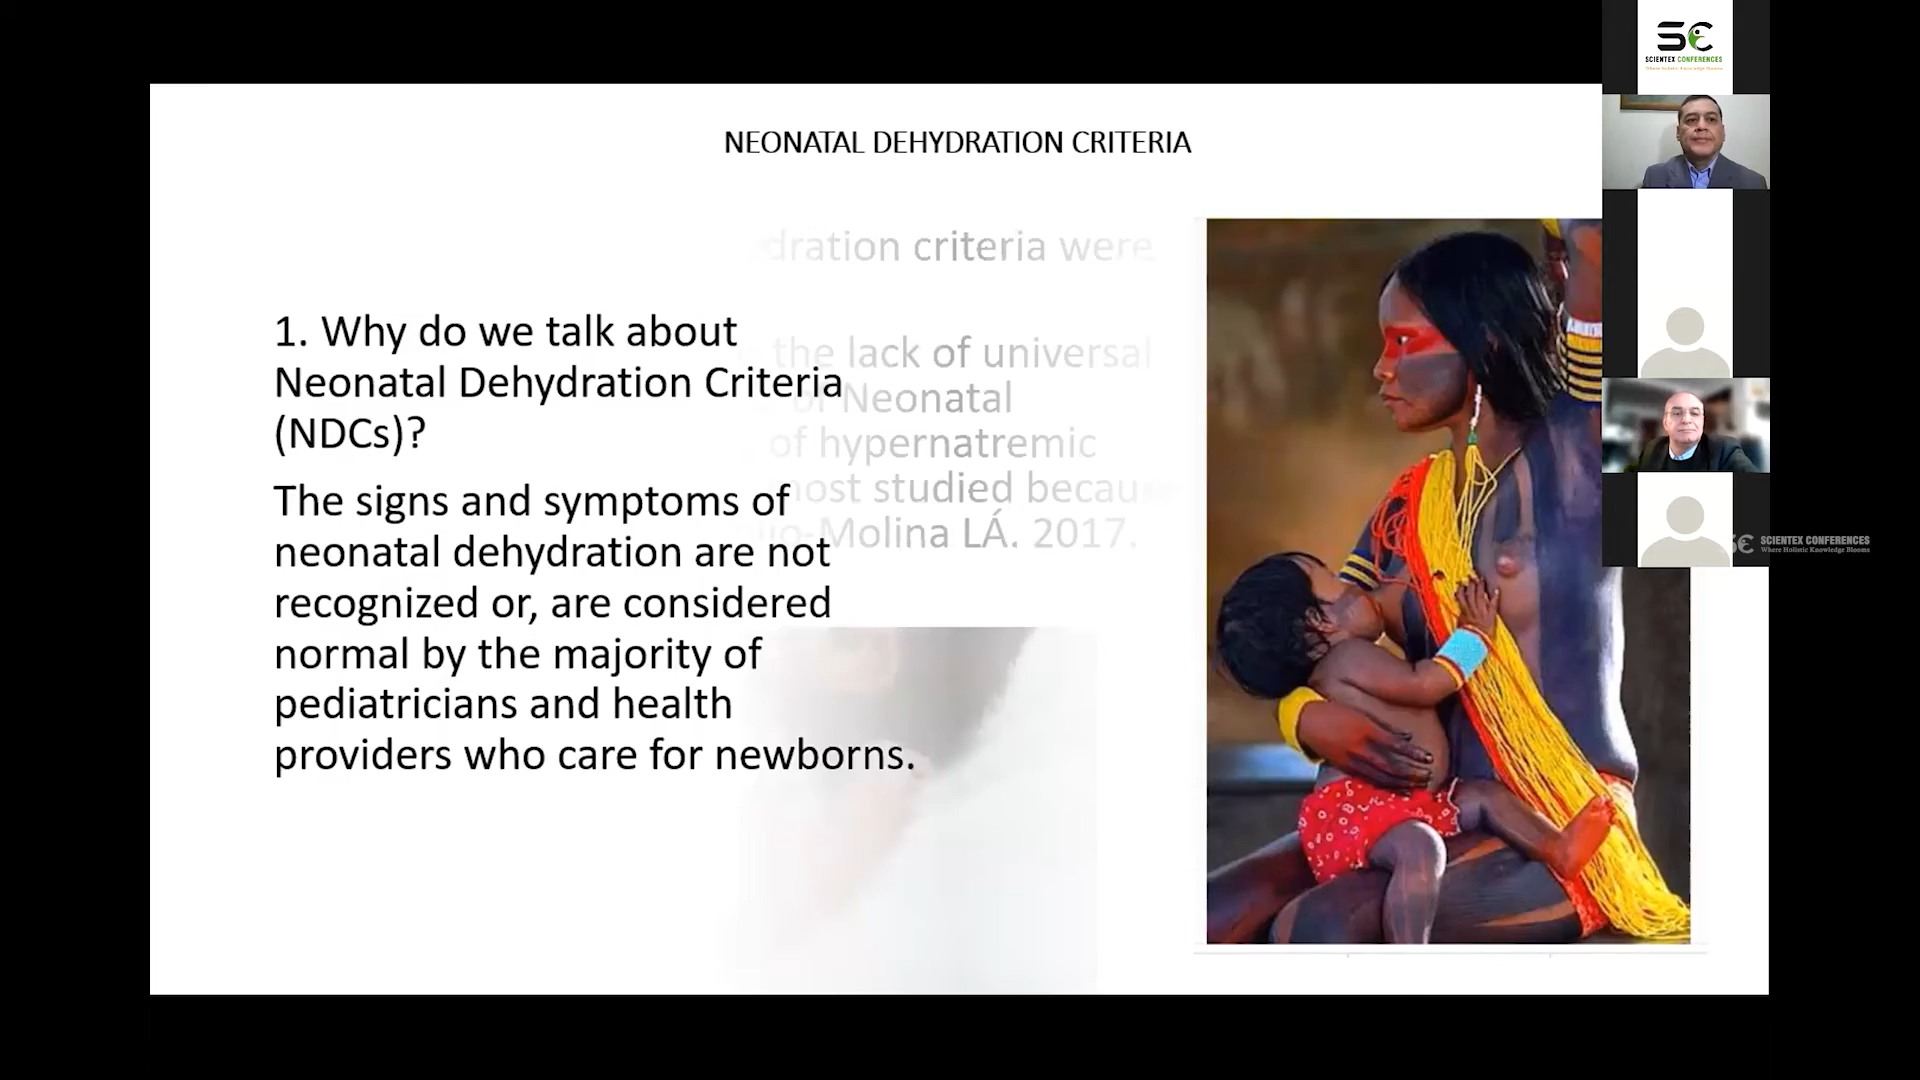 SC
SCIENTEX CONFERENCES
NEONATAL DEHYDRATION CRITERIA
dration criteria were
1. Why do we talk about
Neonatal Dehydration Criteria
(NDCs)?
The signs and symptoms of
neonatal dehydration are not
recognized or, are considered
normal by the majority of
pediatricians and health
providers who care for newborns.
the lack of universal
of Neonatal
of hypernatremic
most studied
-Molina LÁ. 2017.
SCIENTEX CONFERENCES
Where Holistic Knowledge Blooms